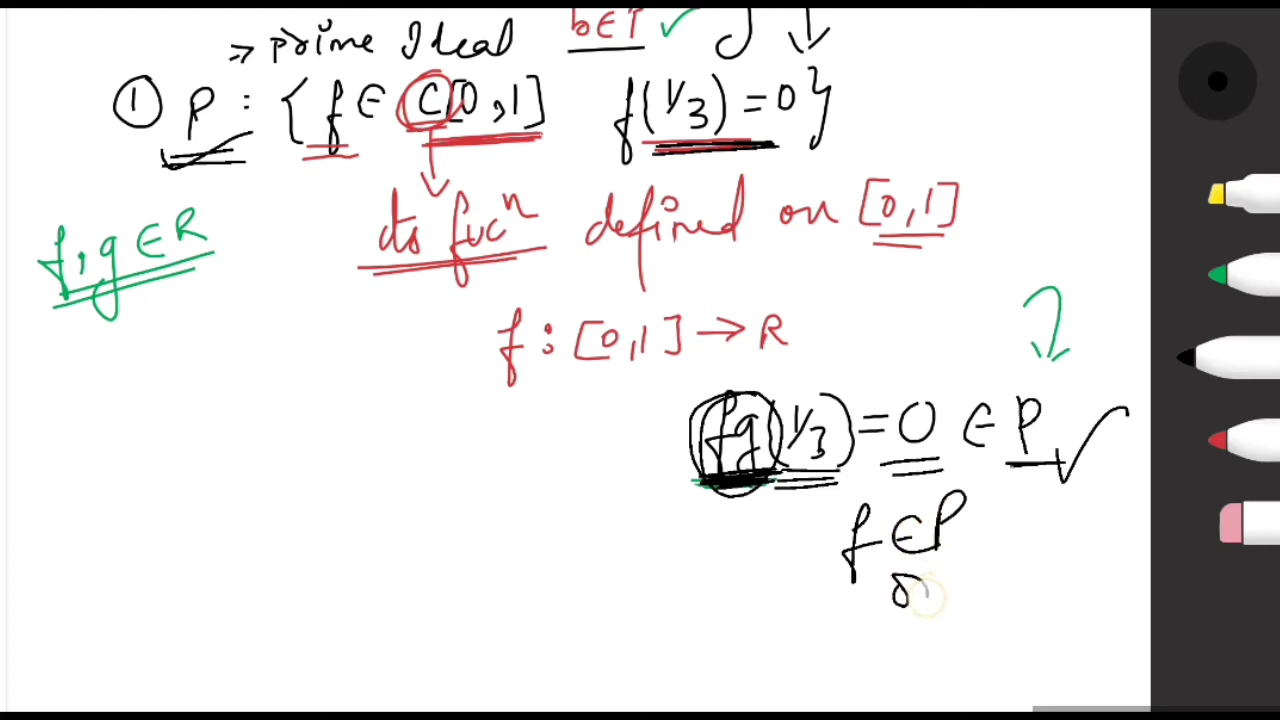 ⇒ prime Ideal b∈P ✓
① P : { f ∈ C[0,1] f(1/3) = 0}
f, g ∈ R
cts fucⁿ defined on [0,1]
f : [0,1] → R
fg(1/3) = 0 ∈ P ✓
f ∈ P
or